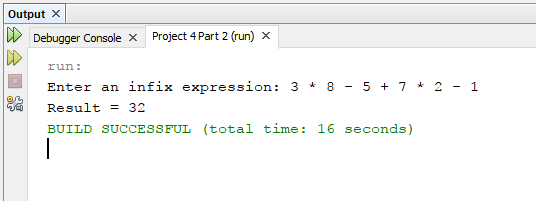 Output
Debugger Console
Project 4 Part 2 (run)
run:
Enter an infix expression: 3 * 8 - 5 + 7 * 2 - 1
Result = 32
BUILD SUCCESSFUL (total time: 16 seconds)